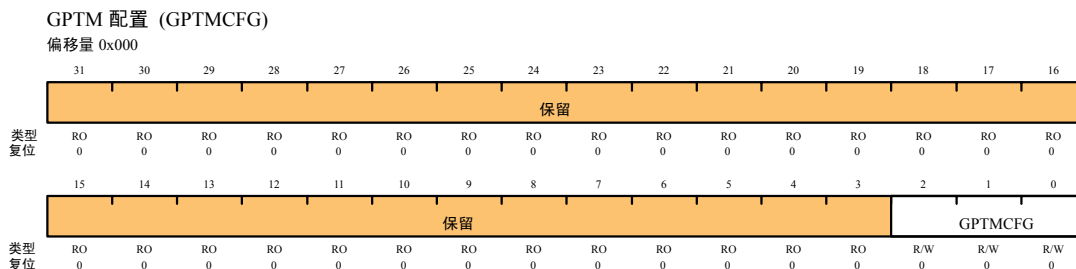 GPTM 配置 (GPTMCFG)
偏移量 0x000
31 30 29 28 27 26 25 24 23 22 21 20 19 18 17 16
保留
类型 RO RO RO RO RO RO RO RO RO RO RO RO RO RO RO RO
复位 0 0 0 0 0 0 0 0 0 0 0 0 0 0 0 0
15 14 13 12 11 10 9 8 7 6 5 4 3 2 1 0
保留 GPTMCFG
类型 RO RO RO RO RO RO RO RO RO RO RO RO RO R/W R/W R/W
复位 0 0 0 0 0 0 0 0 0 0 0 0 0 0 0 0